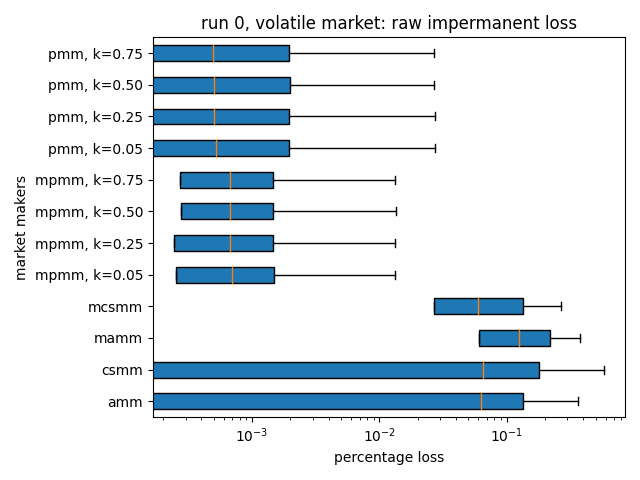 run 0, volatile market: raw impermanent loss
pmm, k=0.75
pmm, k=0.50
pmm, k=0.25
pmm, k=0.05
mpmm, k=0.75
mpmm, k=0.50
mpmm, k=0.25
mpmm, k=0.05
mcsmm
mamm
csmm
amm
market makers
10⁻³ 10⁻² 10⁻¹
percentage loss